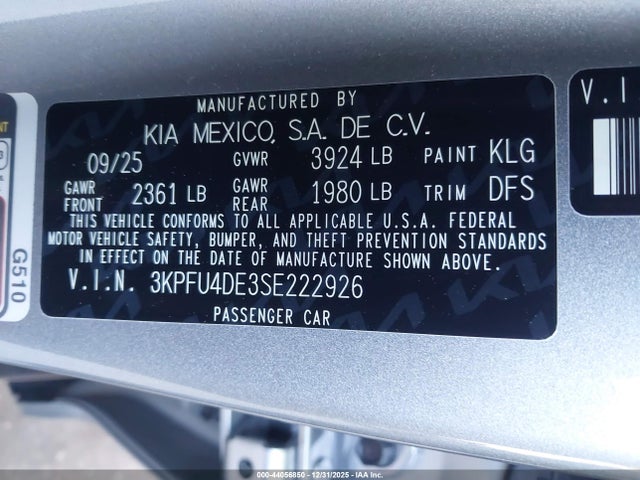 MANUFACTURED BY
KIA MEXICO, S.A. DE C.V.
09/25 GVWR 3924 LB PAINT KLG
GAWR FRONT 2361 LB GAWR REAR 1980 LB TRIM DFS
THIS VEHICLE CONFORMS TO ALL APPLICABLE U.S.A. FEDERAL
MOTOR VEHICLE SAFETY, BUMPER, AND THEFT PREVENTION STANDARDS
IN EFFECT ON THE DATE OF MANUFACTURE SHOWN ABOVE.
V.I.N. 3KPFU4DE3SE222926
PASSENGER CAR
G510
V.I
000-44056850 - 12/31/2025 - IAA Inc.